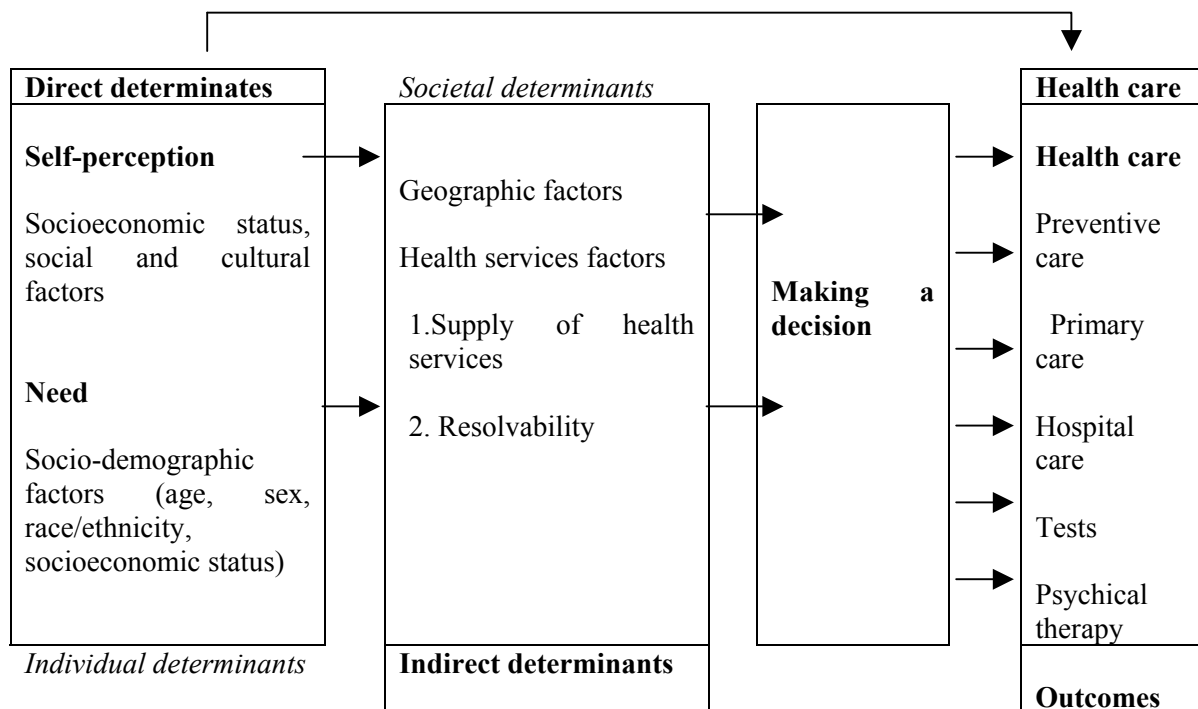 Direct determinates
Self-perception
Socioeconomic status,
social and cultural
factors
Need
Socio-demographic
factors (age, sex,
race/ethnicity,
socioeconomic status)
Individual determinants
Societal determinants
Geographic factors
Health services factors
1.Supply of health
services
2. Resolvability
Indirect determinants
Making a
decision
Health care
Health care
Preventive
care
Primary
care
Hospital
care
Tests
Psychical
therapy
Outcomes